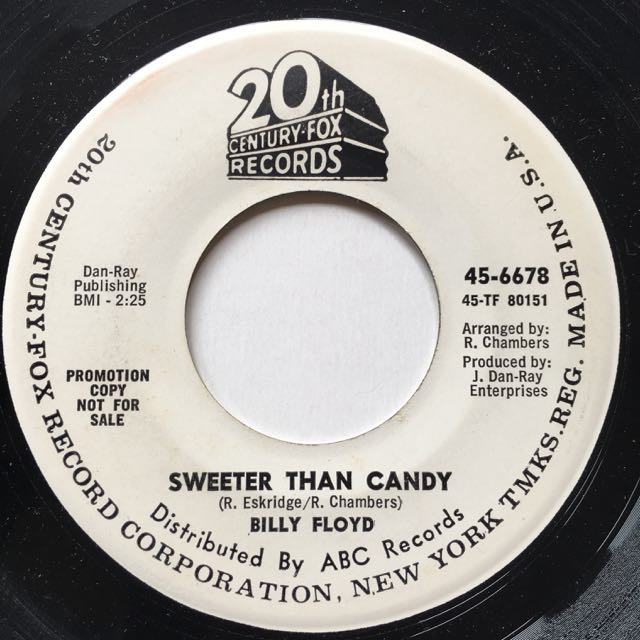 20th
CENTURY-FOX
RECORDS
Dan-Ray
Publishing
BMI - 2:25
PROMOTION
COPY
NOT FOR
SALE
45-6678
45-TF 80151
Arranged by:
R. Chambers
Produced by:
J. Dan-Ray
Enterprises
SWEETER THAN CANDY
(R. Eskridge/R. Chambers)
BILLY FLOYD
Distributed By ABC Records
20th CENTURY-FOX RECORD CORPORATION, NEW YORK TMKS. REG. MADE IN U.S.A.